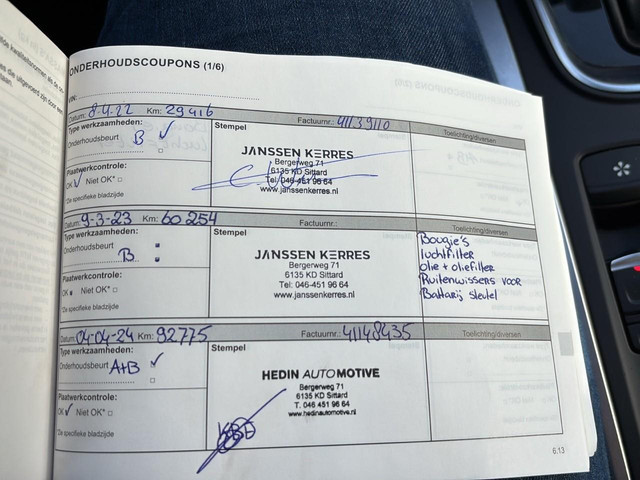 ONDERHOUDSCOUPONS (1/6)
VIN:
Datum: 8-4-22 Km: 29416 Factuurnr.: 41139110
Type werkzaamheden:
Onderhoudsbeurt B ✓
Plaatwerkcontrole:
OK ✓ Niet OK* □
*Zie specifieke bladzijde
Stempel
JANSSEN KERRES
Bergerweg 71
6135 KD Sittard
Tel: 046-451 96 64
www.janssenkerres.nl
Toelichting/diversen
Datum: 9-3-23 Km: 60254 Factuurnr.:
Type werkzaamheden:
Onderhoudsbeurt
B
Plaatwerkcontrole:
OK Niet OK* □
*Zie specifieke bladzijde
Stempel
JANSSEN KERRES
Bergerweg 71
6135 KD Sittard
Tel: 046-451 96 64
www.janssenkerres.nl
Toelichting/diversen
Bougie's
luchtfilter
olie + oliefilter
Ruitenwissers voor
Batterij sleutel
Datum: 04-04-24 Km: 92775 Factuurnr.: 41148435
Type werkzaamheden:
Onderhoudsbeurt A+B ✓
Plaatwerkcontrole:
OK ✓ Niet OK* □
*Zie specifieke bladzijde
Stempel
HEDIN AUTOMOTIVE
Bergerweg 71
6135 KD Sittard
T. 046 451 96 64
www.hedinautomotive.nl
Toelichting/diversen
6.13